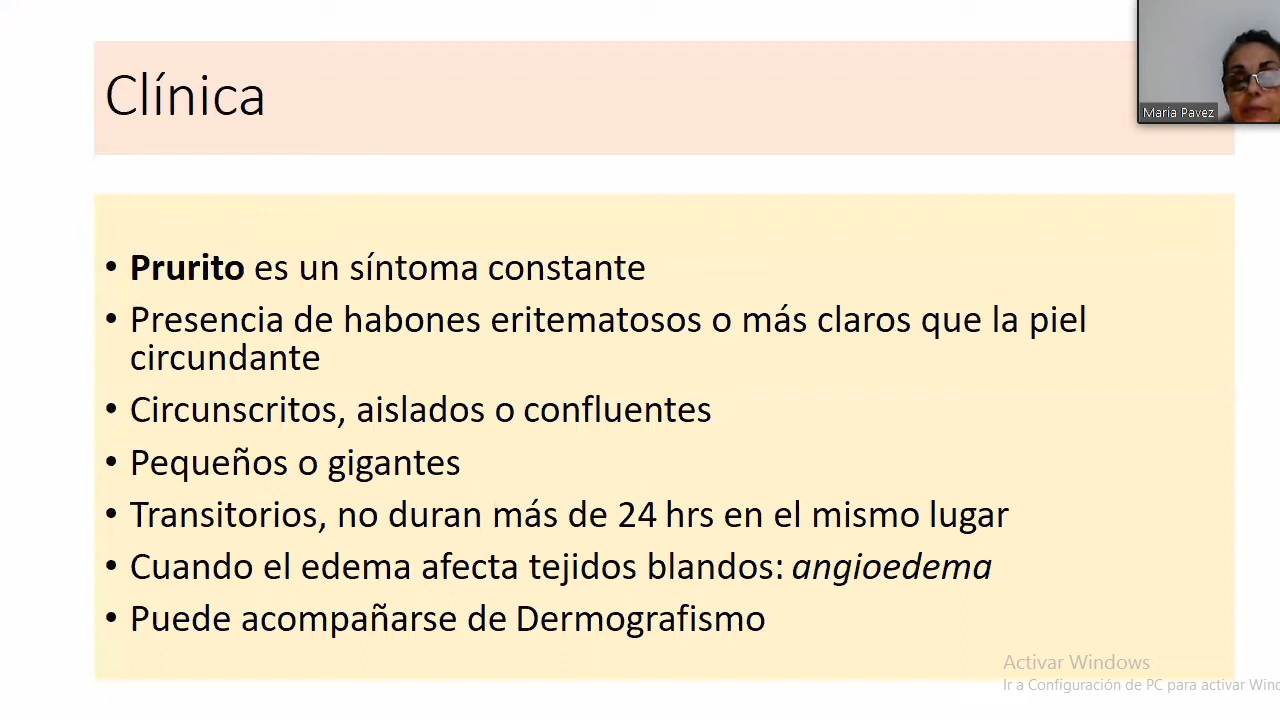 Clínica
Maria Pavez
• Prurito es un síntoma constante
• Presencia de habones eritematosos o más claros que la piel
circundante
• Circunscritos, aislados o confluentes
• Pequeños o gigantes
• Transitorios, no duran más de 24 hrs en el mismo lugar
• Cuando el edema afecta tejidos blandos: angioedema
• Puede acompañarse de Dermografismo
Activar Windows
Ir a Configuración de PC para activar Winc